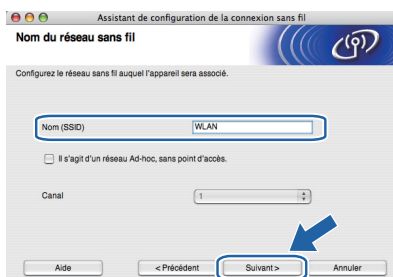 Assistant de configuration de la connexion sans fil
Nom du réseau sans
fil
Configurez le réseau sans fil auquel l'appareil sera associé.
Nom (SSID) WLAN
Il s'agit d'un réseau Ad-hoc, sans point d'accès.
Canal 1
Aide < Précédent Suivant > Annuler